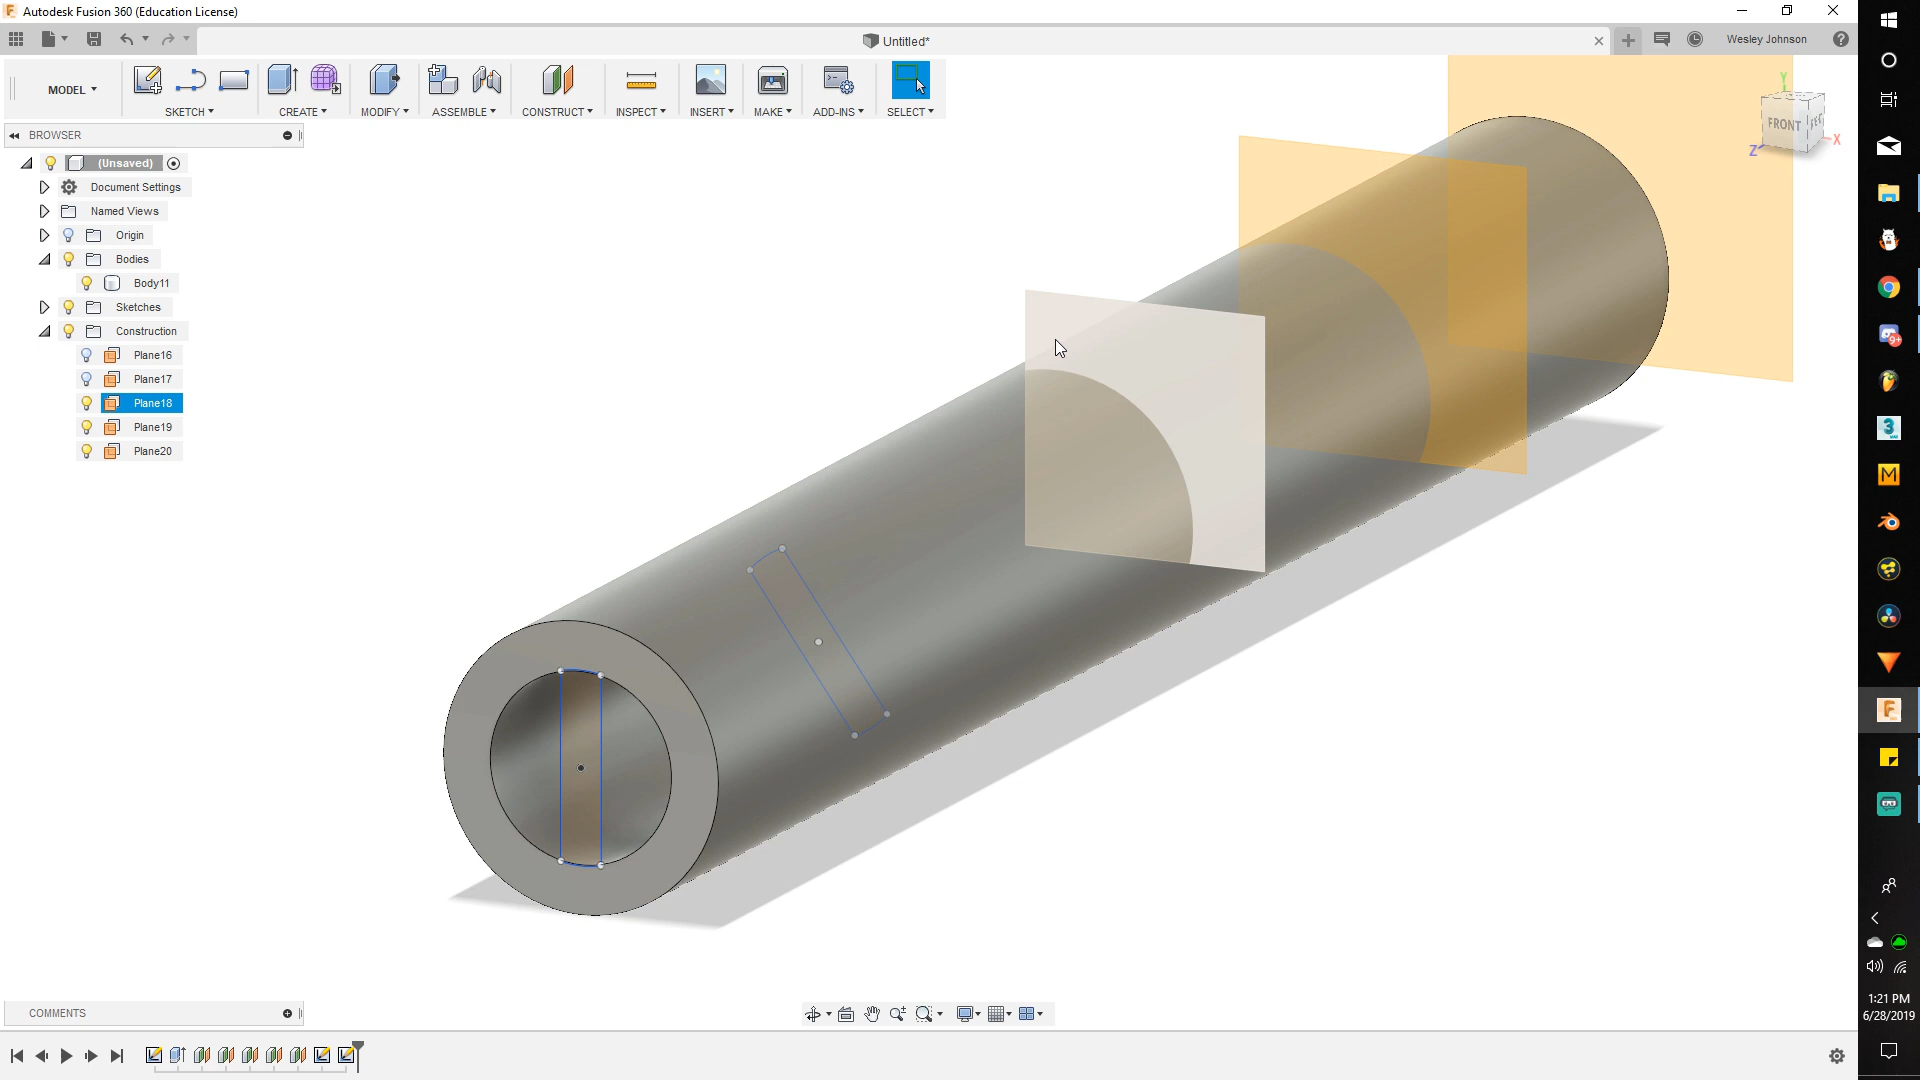 Autodesk Fusion 360 (Education License)
Untitled*
Wesley Johnson
MODEL
SKETCH
CREATE
MODIFY
ASSEMBLE
CONSTRUCT
INSPECT
INSERT
MAKE
ADD-INS
SELECT
BROWSER
(Unsaved)
Document Settings
Named Views
Origin
Bodies
Body11
Sketches
Construction
Plane16
Plane17
Plane18
Plane19
Plane20
Y
FRONT
X
Z
9+
3
M
F
COMMENTS
1:21 PM
6/28/2019